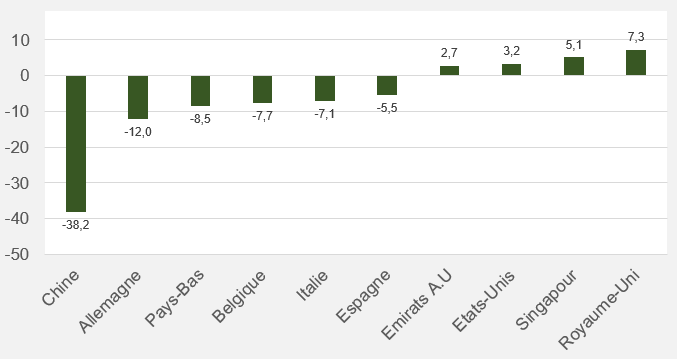 10
0
-10
-20
-30
-40
-50
-38,2
-12,0
-8,5
-7,7
-7,1
-5,5
2,7
3,2
5,1
7,3
Chine
Allemagne
Pays-Bas
Belgique
Italie
Espagne
Emirats A.U
Etats-Unis
Singapour
Royaume-Uni